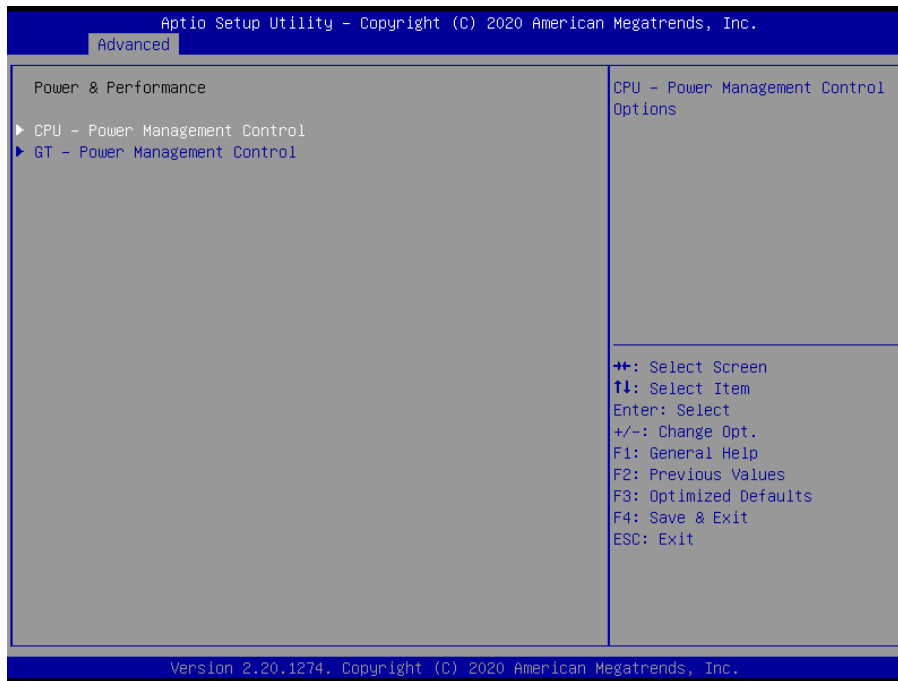 Aptio Setup Utility – Copyright (C) 2020 American Megatrends, Inc.
Advanced
Power & Performance
CPU – Power Management Control
GT – Power Management Control
CPU – Power Management Control
Options
→←: Select Screen
↑↓: Select Item
Enter: Select
+/-: Change Opt.
F1: General Help
F2: Previous Values
F3: Optimized Defaults
F4: Save & Exit
ESC: Exit
Version 2.20.1274. Copyright (C) 2020 American Megatrends, Inc.